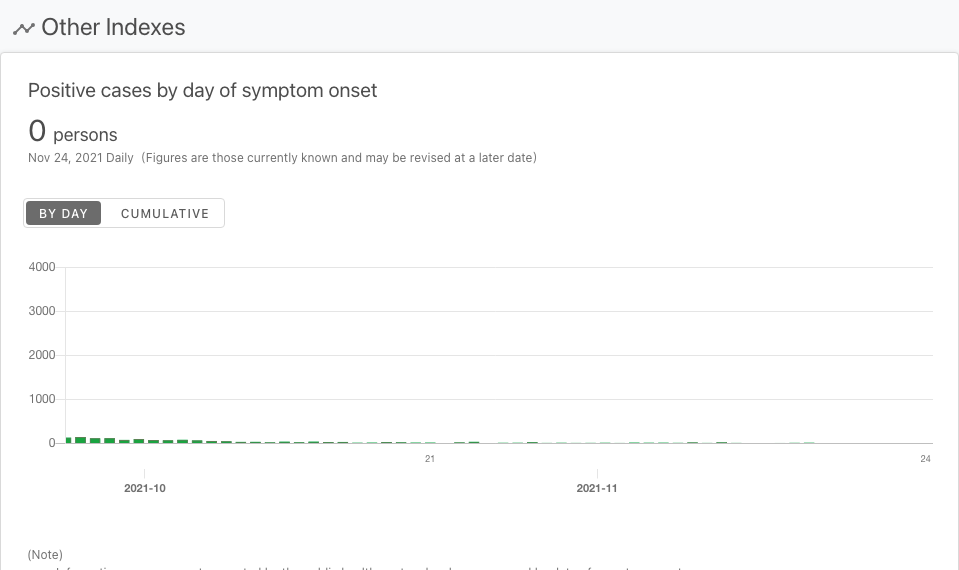 Other Indexes
Positive cases by day of symptom onset
0 persons
Nov 24, 2021 Daily (Figures are those currently known and may be revised at a later date)
BY DAY CUMULATIVE
4000
3000
2000
1000
0
21 24
2021-10 2021-11
(Note)